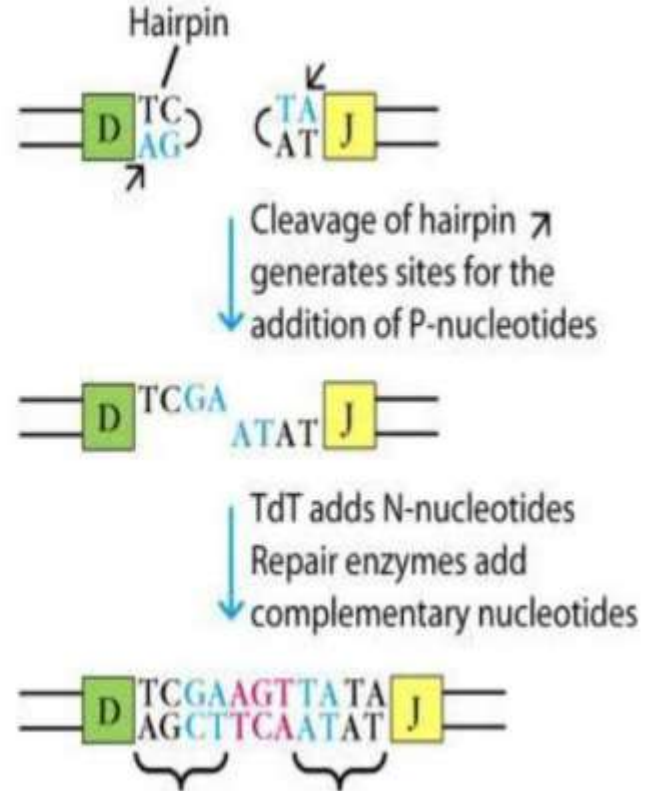 Hairpin
D TC TA J
AG AT
Cleavage of hairpin
generates sites for the
addition of P-nucleotides
D TCGA J
ATAT
TdT adds N-nucleotides
Repair enzymes add
complementary nucleotides
D TCGAAGTTATA J
AGCTTCAATAT